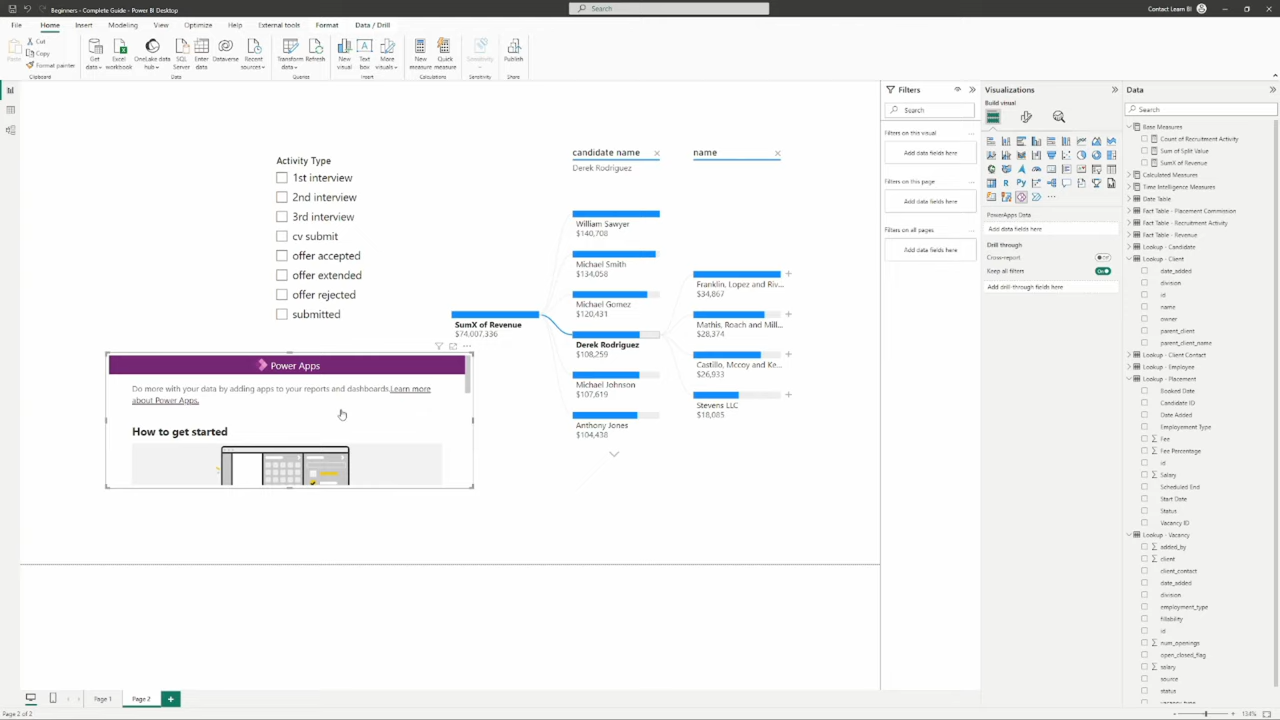 Beginners - Complete Guide - Power BI Desktop
Search
Contact Learn BI
File
Home
Insert
Modeling
View
Optimize
Help
External tools
Format
Data / Drill
Paste
Cut
Copy
Format painter
Clipboard
Get data
Excel workbook
OneLake data hub
SQL Server
Enter data
Dataverse
Recent sources
Data
Transform data
Refresh
Queries
New visual
Text box
More visuals
Insert
New measure
Quick measure
Calculations
Sensitivity
Sensitivity
Publish
Share
Activity Type
1st interview
2nd interview
3rd interview
cv submit
offer accepted
offer extended
offer rejected
submitted
candidate name
Derek Rodriguez
name
SumX of Revenue
$74,007,336
William Sawyer
$140,708
Michael Smith
$134,058
Michael Gomez
$120,431
Derek Rodriguez
$108,259
Michael Johnson
$107,619
Anthony Jones
$104,438
Franklin, Lopez and Riv...
$34,867
Mathis, Roach and Mill...
$28,374
Castillo, Mccoy and Ke...
$26,933
Stevens LLC
$18,085
Power Apps
Do more with your data by adding apps to your reports and dashboards. Learn more
about Power Apps.
How to get started
Filters
Search
Filters on this visual
Add data fields here
Filters on this page
Add data fields here
Filters on all pages
Add data fields here
Visualizations
Build visual
PowerApps Data
Add data fields here
Drill through
Cross-report
Off
Keep all filters
On
Add drill-through fields here
Data
Search
Base Measures
Count of Recruitment Activity
Sum of Split Value
SumX of Revenue
Calculated Measures
Time Intelligence Measures
Date Table
Fact Table - Placement Commission
Fact Table - Recruitment Activity
Fact Table - Revenue
Lookup - Candidate
Lookup - Client
date_added
division
id
name
owner
parent_client
parent_client_name
Lookup - Client Contact
Lookup - Employee
Lookup - Placement
Booked Date
Candidate ID
Date Added
Employement Type
Fee
Fee Percentage
id
Salary
Scheduled End
Start Date
Status
Vacancy ID
Lookup - Vacancy
added_by
client
client_contact
date_added
division
employment_type
fillability
id
num_openings
open_closed_flag
salary
source
status
vacancy_type
Page 1
Page 2
Page 2 of 2
134%